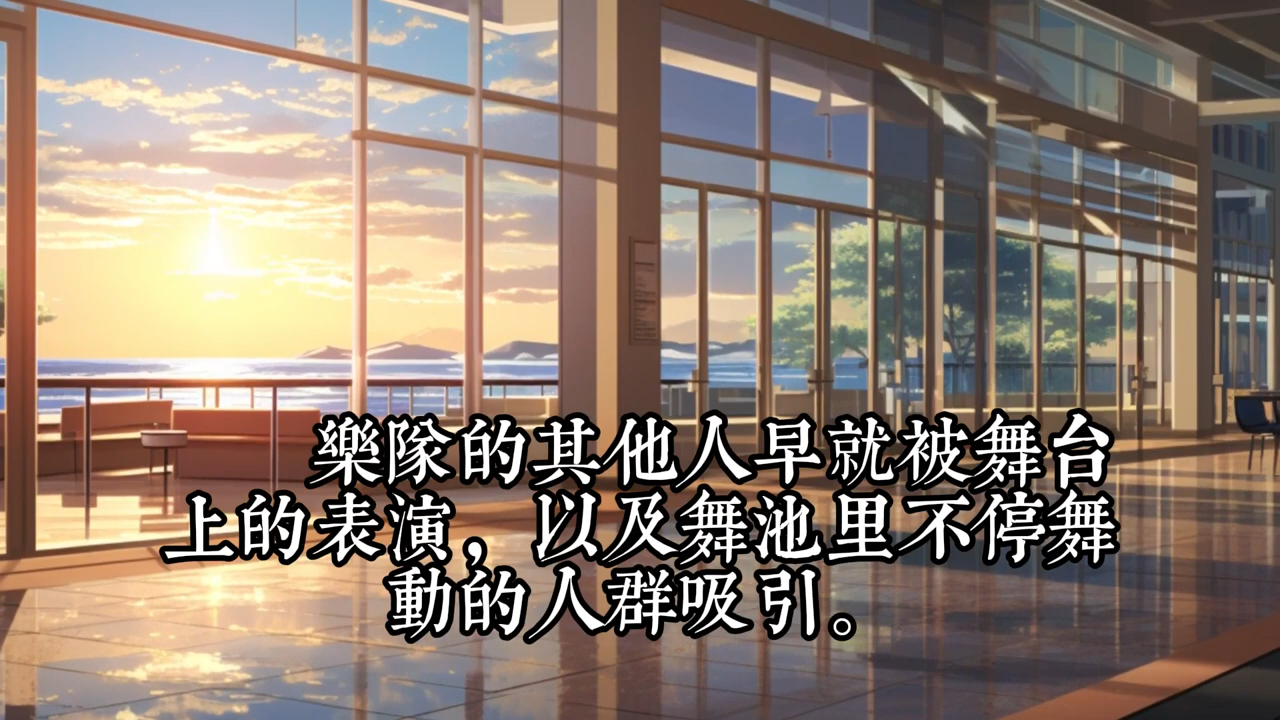 樂隊的其他人早就被舞台
上的表演，以及舞池里不停舞
動的人群吸引。